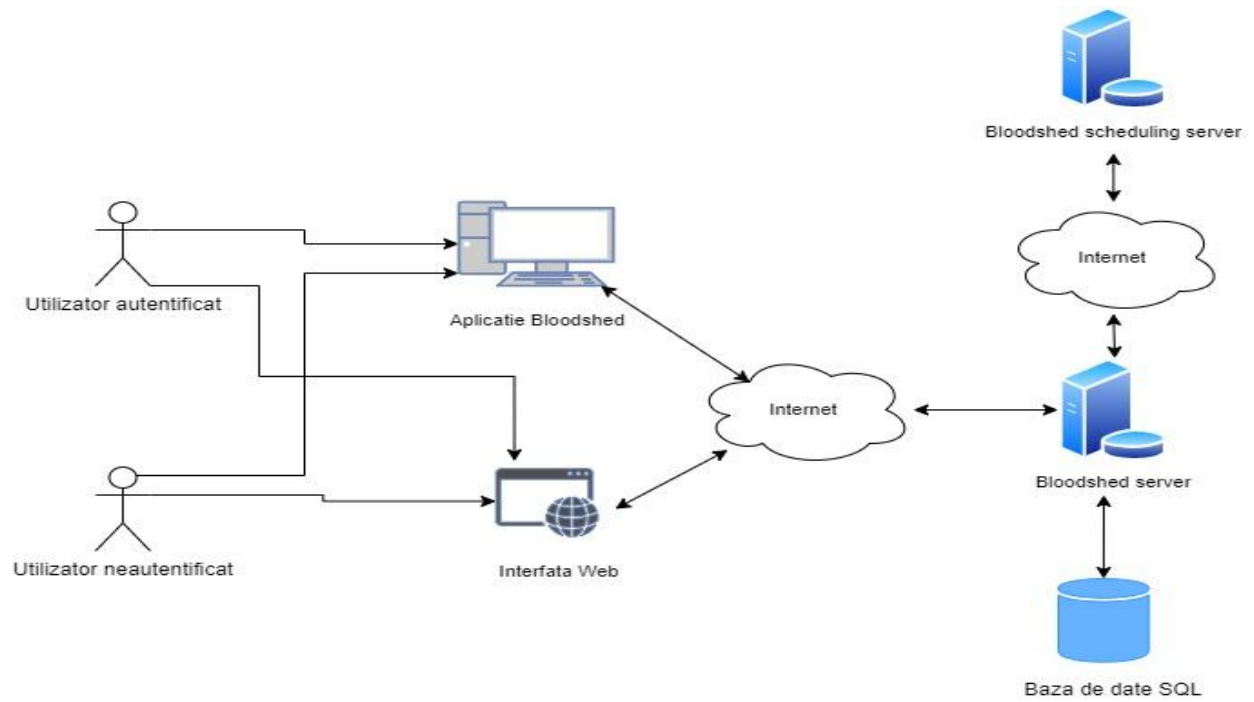 Bloodshed scheduling server
Internet
Utilizator autentificat
Aplicatie Bloodshed
Internet
Bloodshed server
Utilizator neautentificat
Interfata Web
Baza de date SQL